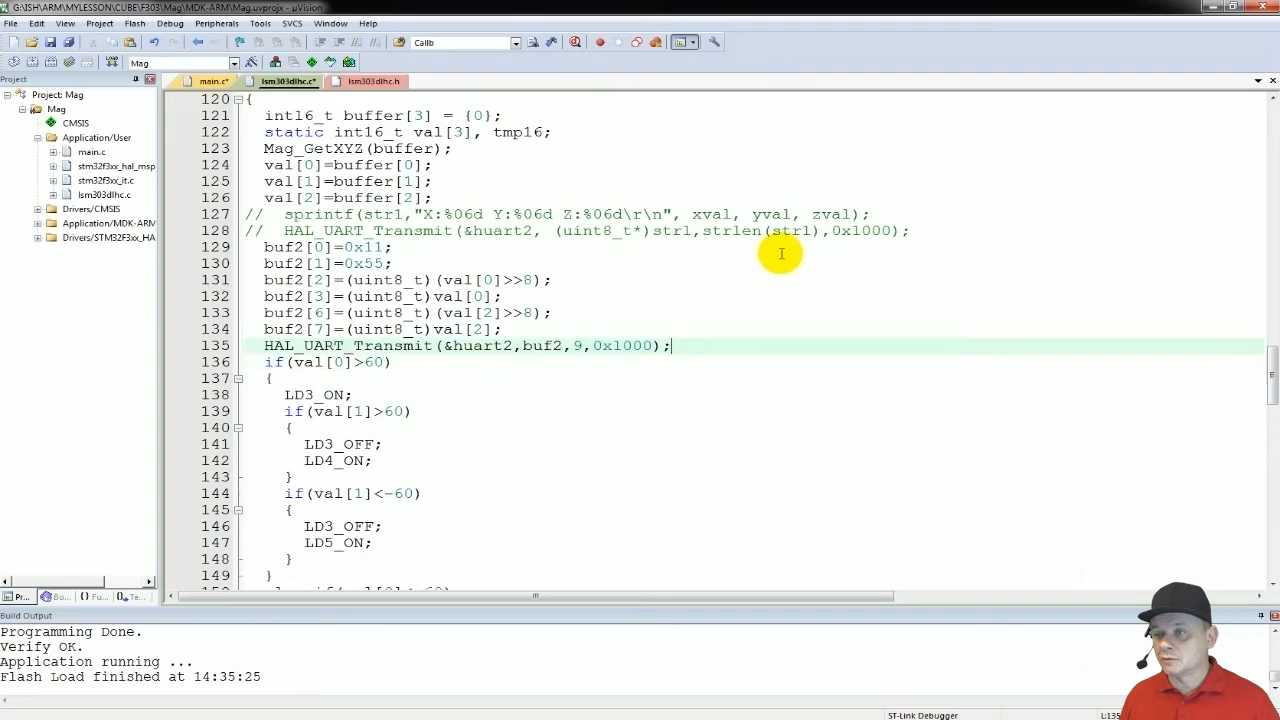 G:\ISH\ARM\MYLESSON\CUBE\F303\Mag\MDK-ARM\Mag.uvprojx - µVision
File Edit View Project Flash Debug Peripherals Tools SVCS Window Help
Callb
Mag
Project
main.c* lsm303dlhc.c* lsm303dlhc.h
Project: Mag
Mag
CMSIS
Application/User
main.c
stm32f3xx_hal_msp
stm32f3xx_it.c
lsm303dlhc.c
Drivers/CMSIS
Application/MDK-ARM
Drivers/STM32F3xx_HA
120 {
121 int16_t buffer[3] = {0};
122 static int16_t val[3], tmp16;
123 Mag_GetXYZ(buffer);
124 val[0]=buffer[0];
125 val[1]=buffer[1];
126 val[2]=buffer[2];
127 // sprintf(str1,"X:%06d Y:%06d Z:%06d\r\n", xval, yval, zval);
128 // HAL_UART_Transmit(&huart2, (uint8_t*)str1,strlen(str1),0x1000);
129 buf2[0]=0x11;
130 buf2[1]=0x55;
131 buf2[2]=(uint8_t)(val[0]>>8);
132 buf2[3]=(uint8_t)val[0];
133 buf2[6]=(uint8_t)(val[2]>>8);
134 buf2[7]=(uint8_t)val[2];
135 HAL_UART_Transmit(&huart2,buf2,9,0x1000);
136 if(val[0]>60)
137 {
138 LD3_ON;
139 if(val[1]>60)
140 {
141 LD3_OFF;
142 LD4_ON;
143 }
144 if(val[1]<-60)
145 {
146 LD3_OFF;
147 LD5_ON;
148 }
149 }
Pr... Bo... {} Fu... Te...
Build Output
Programming Done.
Verify OK.
Application running ...
Flash Load finished at 14:35:25
ST-Link Debugger
L:135